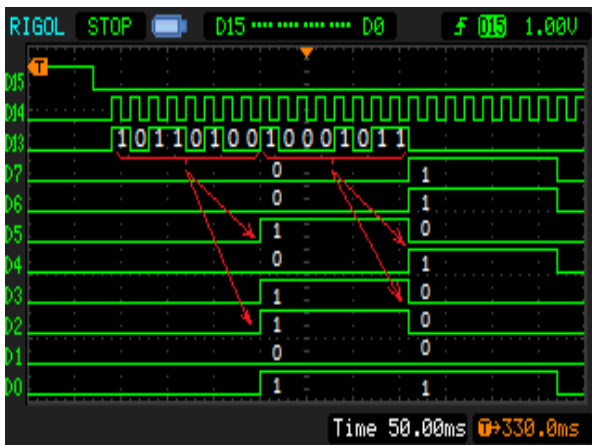 RIGOL STOP D15 D0 D15 1.00V
T
D15
D14
D13 1 0 1 1 0 1 0 0 1 0 0 0 1 0 1 1
D7 0 1
D6 0 1
D5 1 0
D4 0 1
D3 1 0
D2 1 0
D1 0 0
D0 1 1
Time 50.00ms T→330.0ms